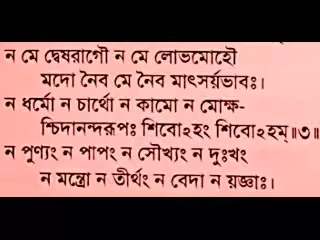 ন মে দ্বেষরাগৌ ন মে লোভমোহৌ
মদো নৈব মে নৈব মাৎসর্যভাবঃ।
ন ধর্মো ন চার্থো ন কামো ন মোক্ষ-
শ্চিদানন্দরূপঃ শিবোঽহং শিবোঽহম্॥৩॥
ন পুণ্যং ন পাপং ন সৌখ্যং ন দুঃখং
ন মন্ত্রো ন তীর্থং ন বেদা ন যজ্ঞাঃ।